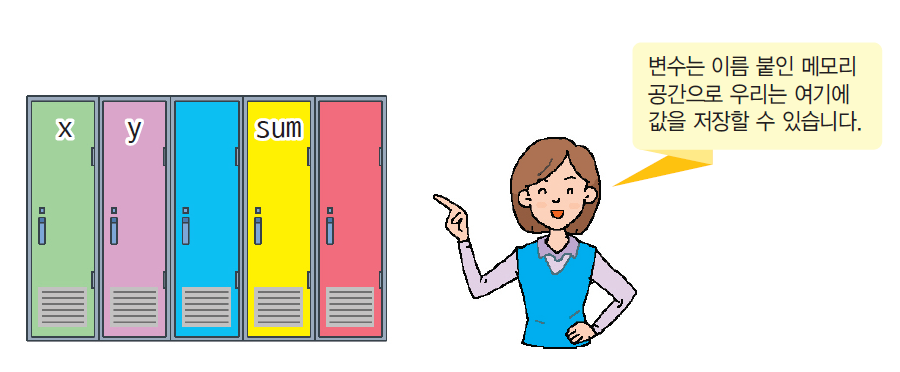 x
y
sum
변수는 이름 붙인 메모리
공간으로 우리는 여기에
값을 저장할 수 있습니다.